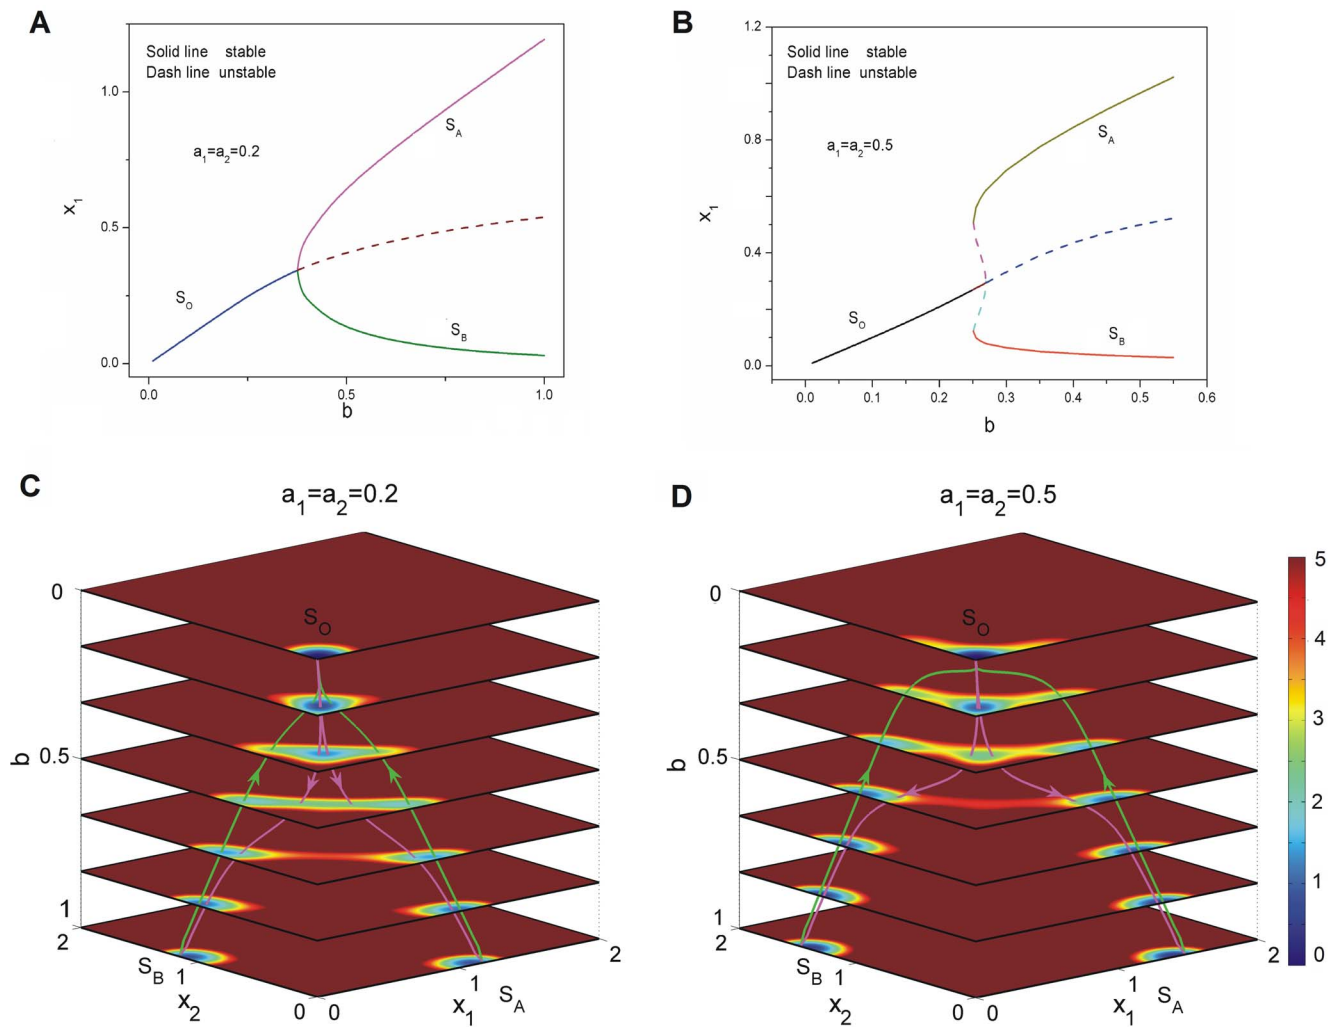 A
Solid line stable
Dash line unstable
a1=a2=0.2
SA
SO
SB
x1
1.0
0.5
0.0
0.0 0.5 1.0
b
B
Solid line stable
Dash line unstable
a1=a2=0.5
SA
SO
SB
x1
1.2
0.8
0.4
0.0
0.0 0.1 0.2 0.3 0.4 0.5 0.6
b
C
a1=a2=0.2
SO
0
0.5
1
b
2
SB
1
x2
0 0
x1
1
SA
2
D
a1=a2=0.5
SO
0
0.5
1
b
2
SB
1
x2
0 0
x1
1
SA
2
5
4
3
2
1
0